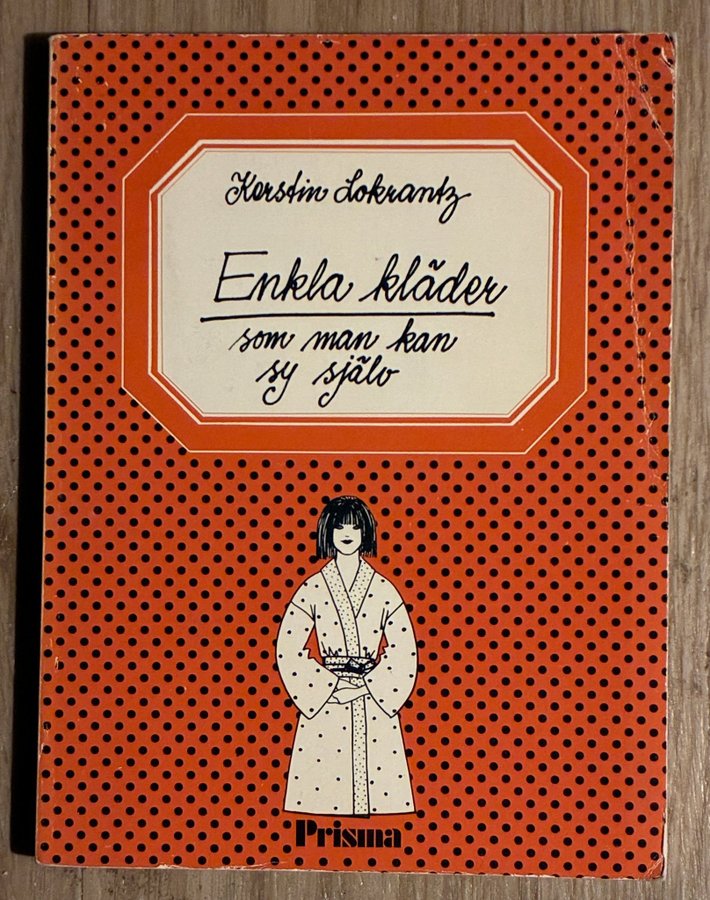 Kerstin Lokrantz
Enkla kläder
som man kan
sy själv
Prisma